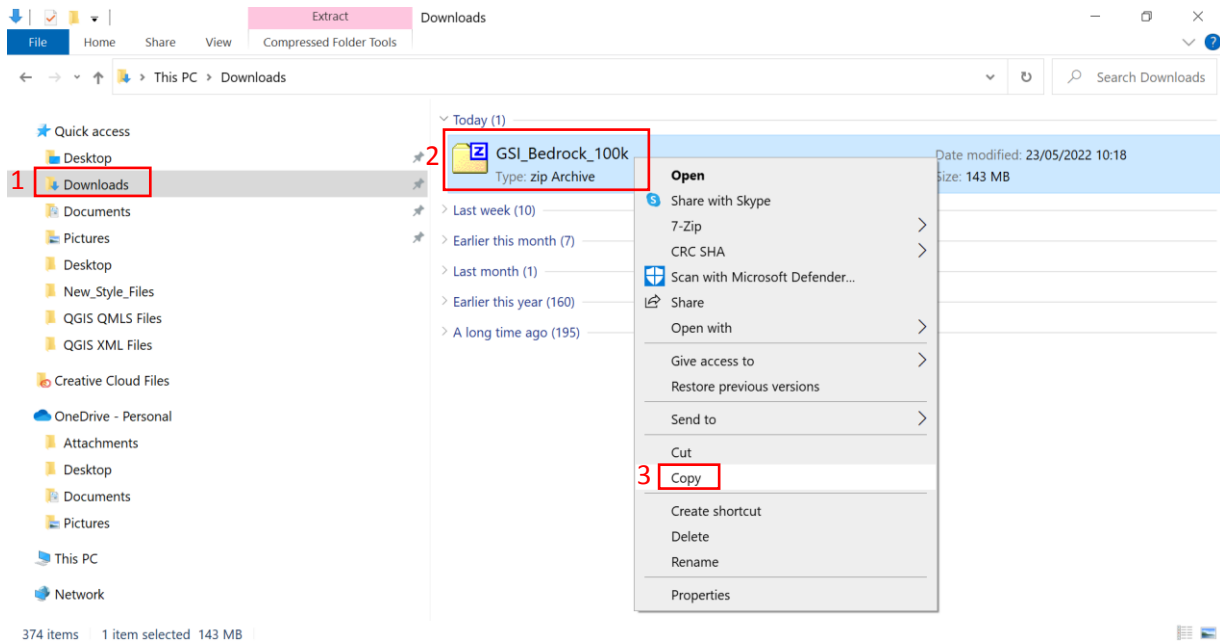 Extract
Downloads
File
Home
Share
View
Compressed Folder Tools
?
This PC
Downloads
Search Downloads
Quick access
Desktop
1
Downloads
Documents
Pictures
Desktop
New_Style_Files
QGIS QMLS Files
QGIS XML Files
Creative Cloud Files
OneDrive - Personal
Attachments
Desktop
Documents
Pictures
This PC
Network
Today (1)
2
Z
GSI_Bedrock_100k
Type: zip Archive
Date modified: 23/05/2022 10:18
Size: 143 MB
Last week (10)
Earlier this month (7)
Last month (1)
Earlier this year (160)
A long time ago (195)
Open
S
Share with Skype
7-Zip
CRC SHA
Scan with Microsoft Defender...
Share
Open with
Give access to
Restore previous versions
Send to
Cut
3
Copy
Create shortcut
Delete
Rename
Properties
374 items
1 item selected 143 MB